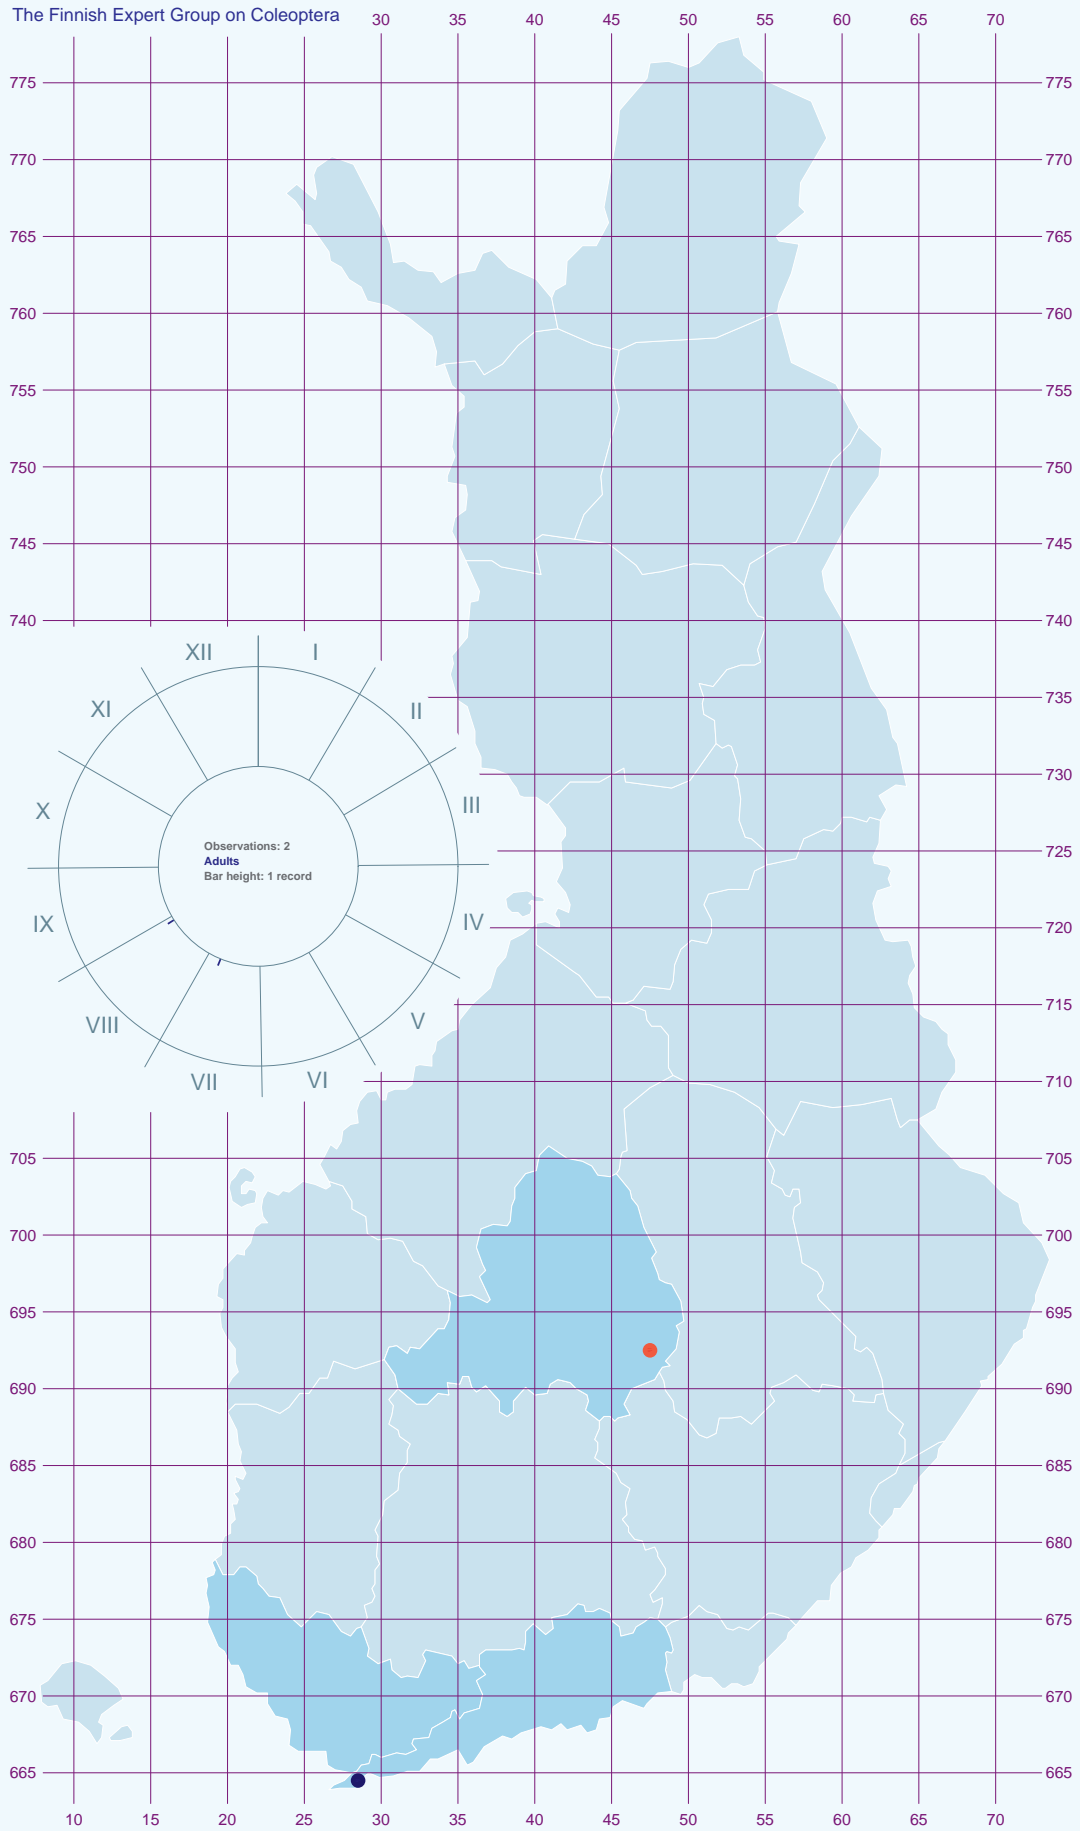 The Finnish Expert Group on Coleoptera
30 35 40 45 50 55 60 65 70
775 775
770 770
765 765
760 760
755 755
750 750
745 745
740 740
XII I
XI II
735
730
X III
Observations: 2
Adults
Bar height: 1 record
725
IX IV 720
715
VIII V
VII VI
710
705 705
700 700
695 695
690 690
685 685
680 680
675 675
670 670
665 665
10 15 20 25 30 35 40 45 50 55 60 65 70